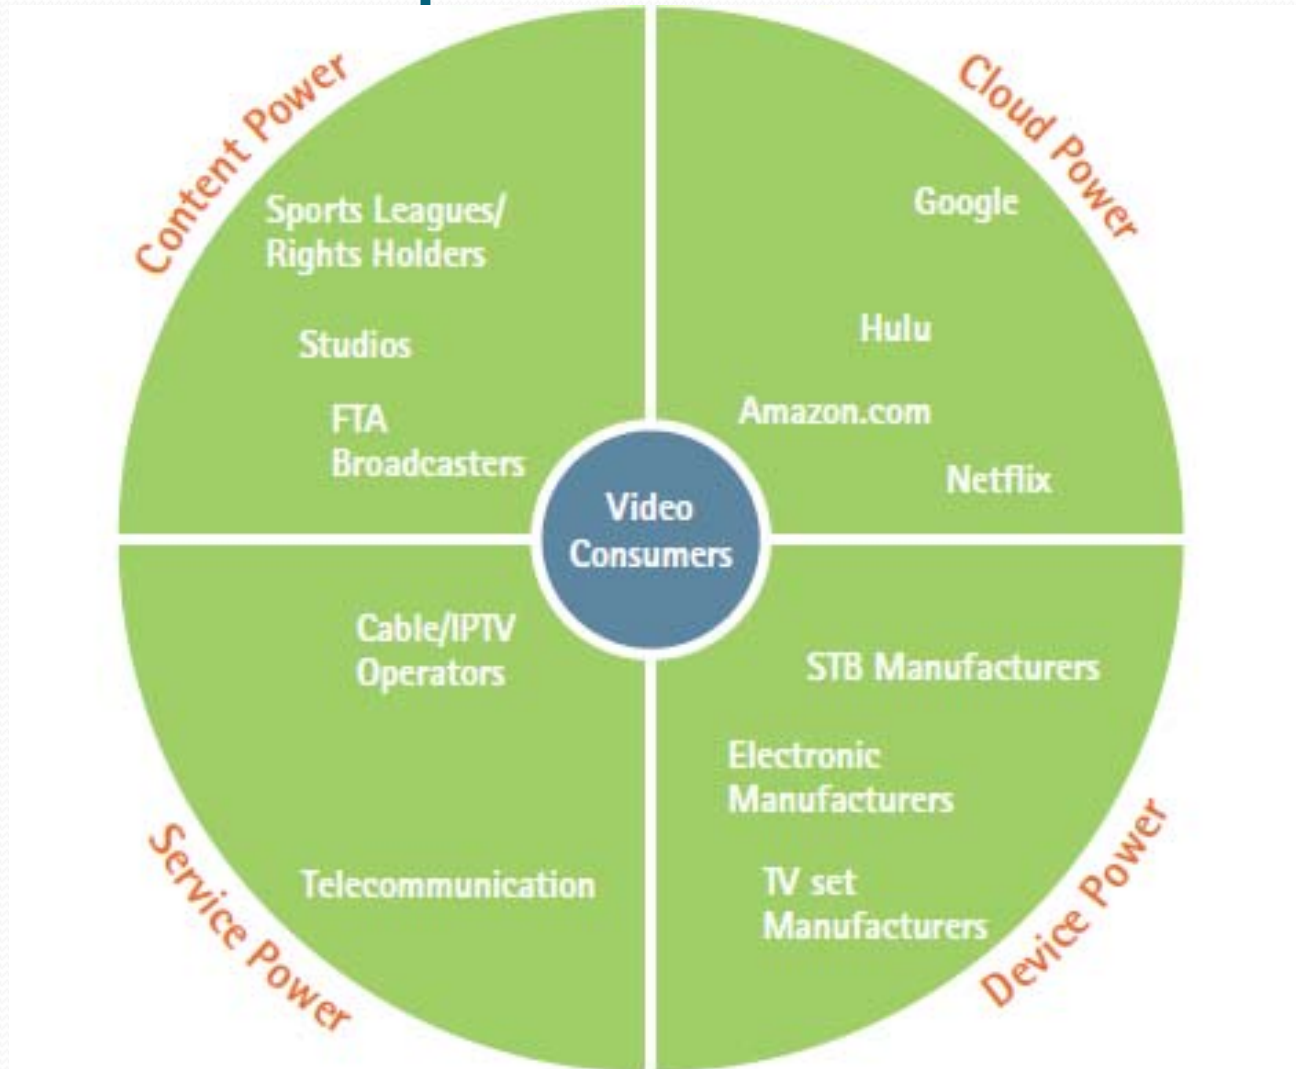 Content Power
Sports Leagues/
Rights Holders
Studios
FTA
Broadcasters
Cloud Power
Google
Hulu
Amazon.com
Netflix
Video
Consumers
Service Power
Cable/IPTV
Operators
Telecommunication
Device Power
STB Manufacturers
Electronic
Manufacturers
TV set
Manufacturers